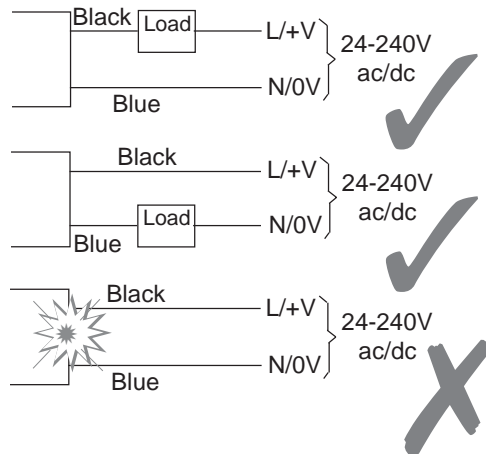 Black Load L/+V
24-240V
ac/dc
N/0V
Blue
Black L/+V
24-240V
ac/dc
Load N/0V
Blue
Black L/+V
24-240V
ac/dc
N/0V
Blue